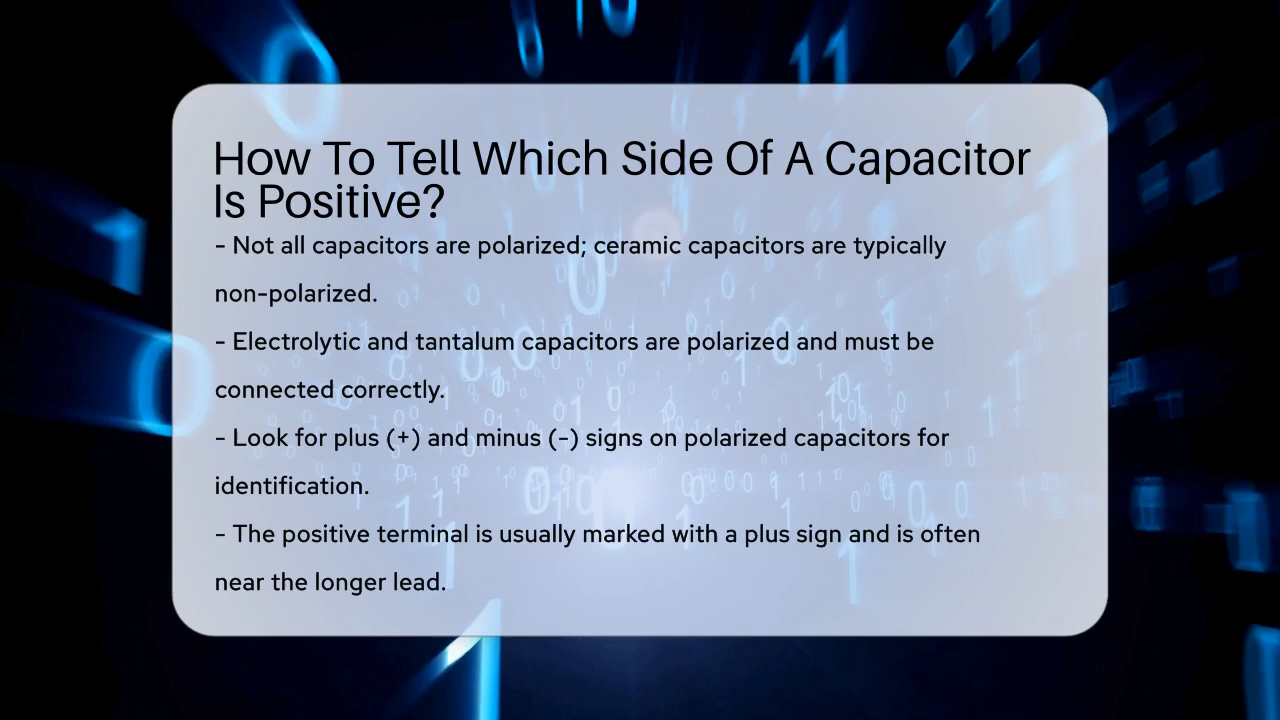 How To Tell Which Side Of A Capacitor
Is Positive?
- Not all capacitors are polarized; ceramic capacitors are typically
non-polarized.
- Electrolytic and tantalum capacitors are polarized and must be
connected correctly.
- Look for plus (+) and minus (-) signs on polarized capacitors for
identification.
- The positive terminal is usually marked with a plus sign and is often
near the longer lead.